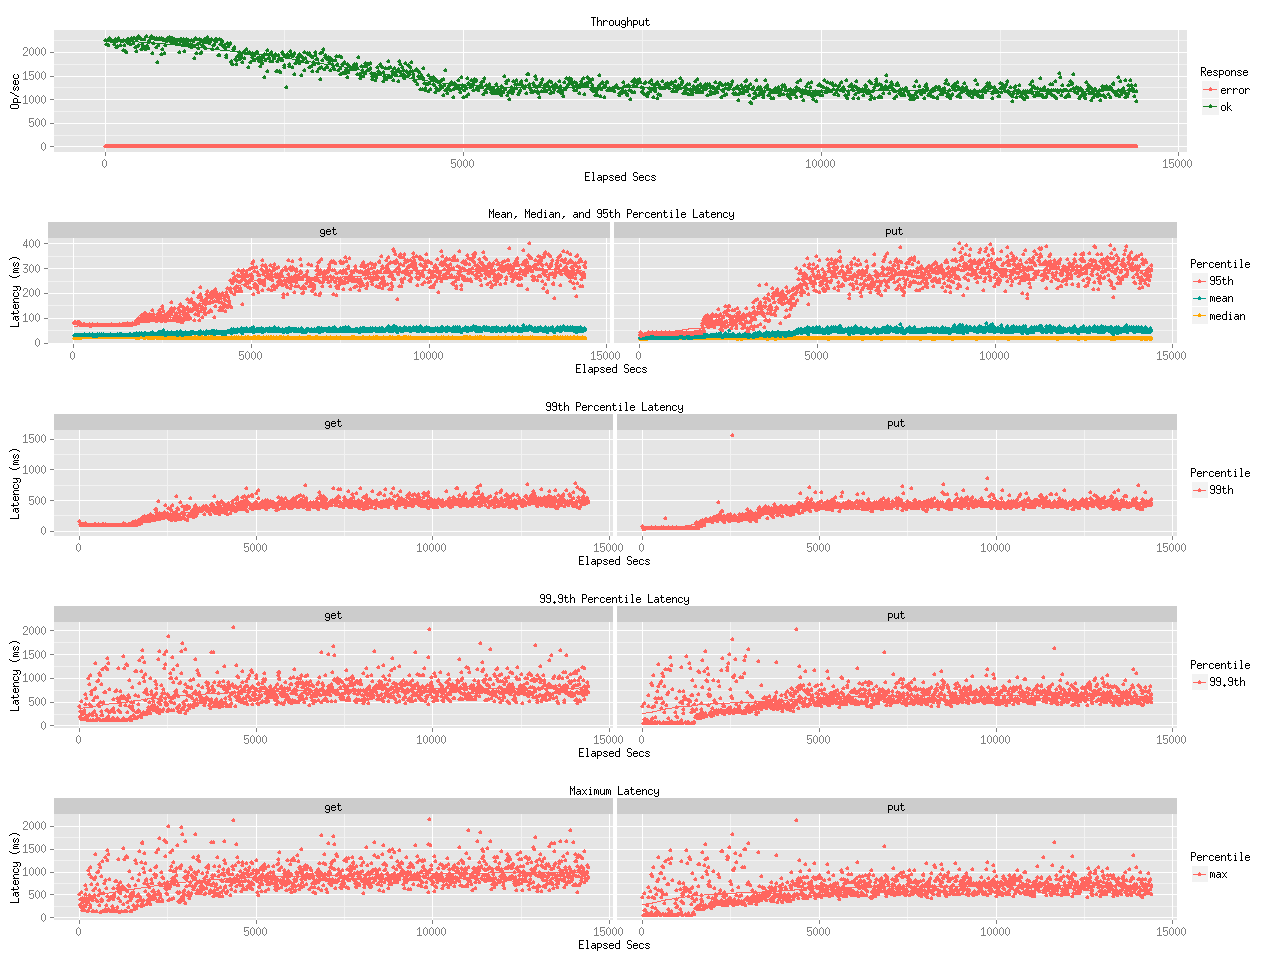 Throughput
2000
1500
1000
500
0
Op/sec
0 5000 10000 15000
Elapsed Secs
Response
error
ok
Mean, Median, and 95th Percentile Latency
get put
400
300
200
100
0
Latency (ms)
0 5000 10000 15000 0 5000 10000 15000
Elapsed Secs
Percentile
95th
mean
median
99th Percentile Latency
get put
1500
1000
500
0
Latency (ms)
0 5000 10000 15000 0 5000 10000 15000
Elapsed Secs
Percentile
99th
99.9th Percentile Latency
get put
2000
1500
1000
500
0
Latency (ms)
0 5000 10000 15000 0 5000 10000 15000
Elapsed Secs
Percentile
99.9th
Maximum Latency
get put
2000
1500
1000
500
0
Latency (ms)
0 5000 10000 15000 0 5000 10000 15000
Elapsed Secs
Percentile
max